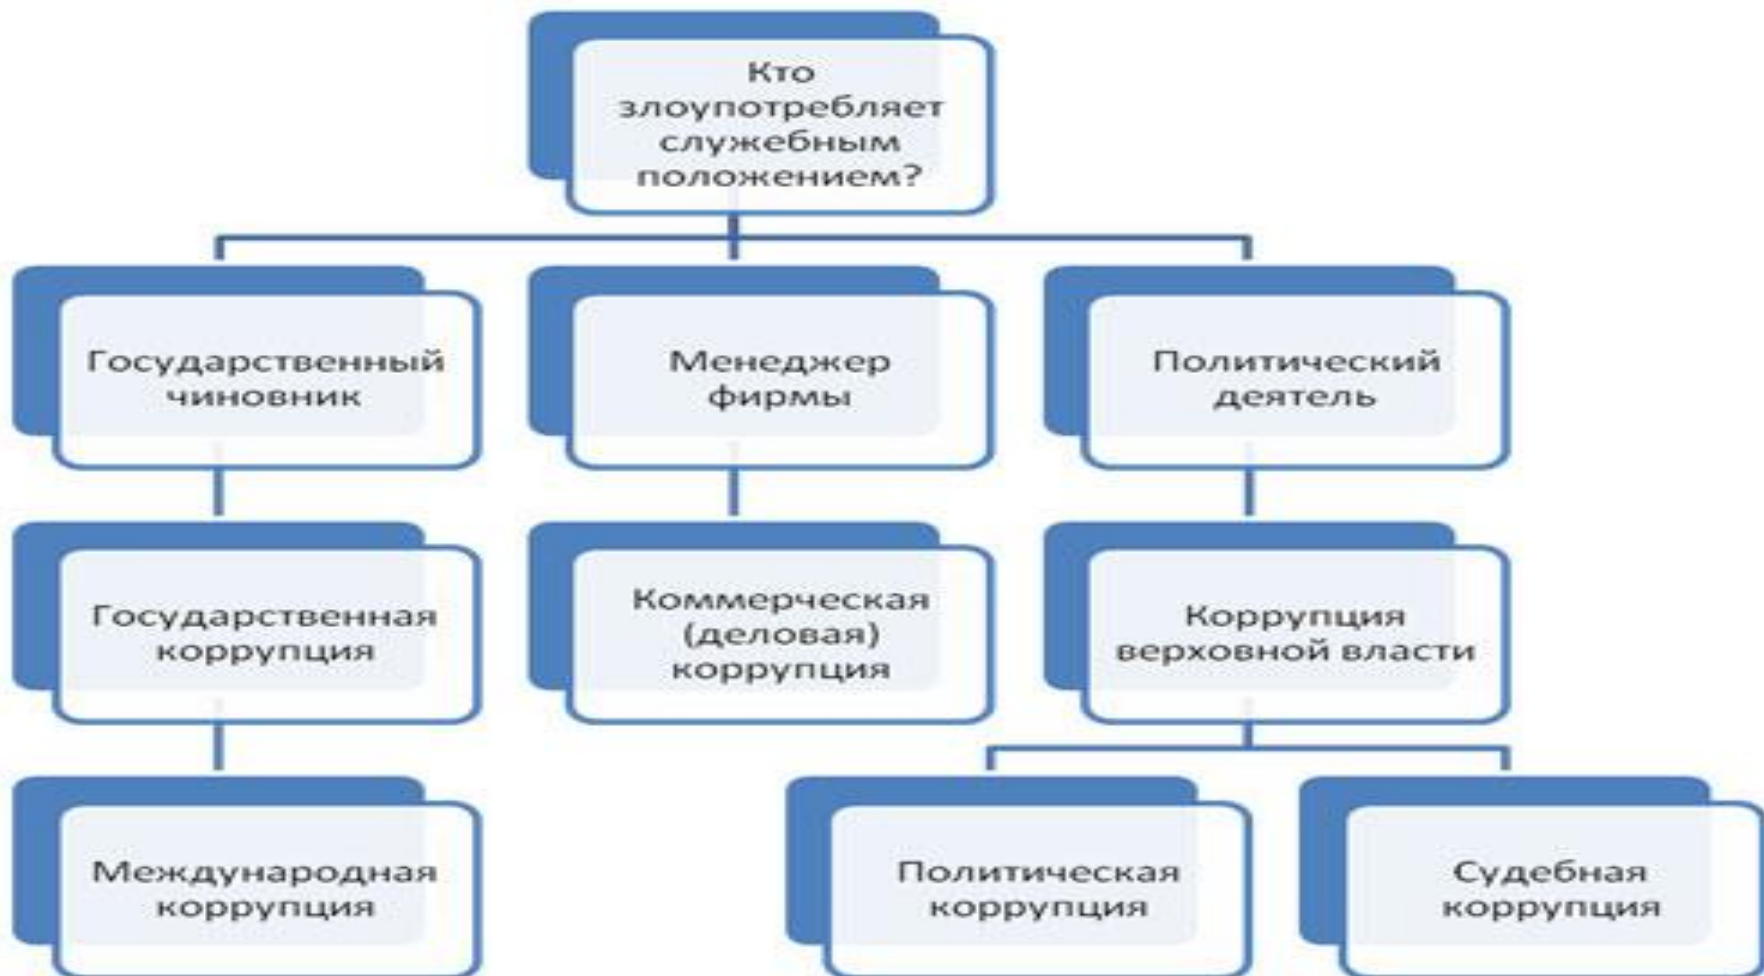 Кто
злоупотребляет
служебным
положением?
Государственный
чиновник
Менеджер
фирмы
Политический
деятель
Государственная
коррупция
Коммерческая
(деловая)
коррупция
Коррупция
верховной власти
Международная
коррупция
Политическая
коррупция
Судебная
коррупция